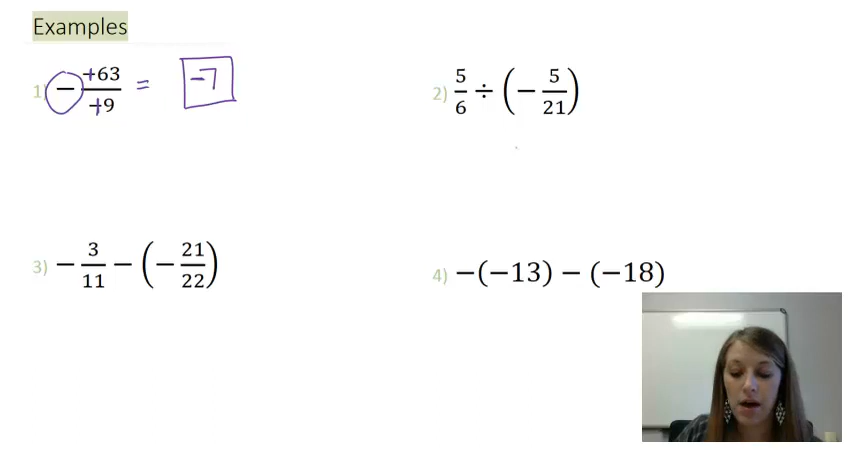 Examples
1) − +63/+9 = −7
2) 5/6 ÷ (− 5/21)
3) − 3/11 − (− 21/22)
4) −(−13) − (−18)